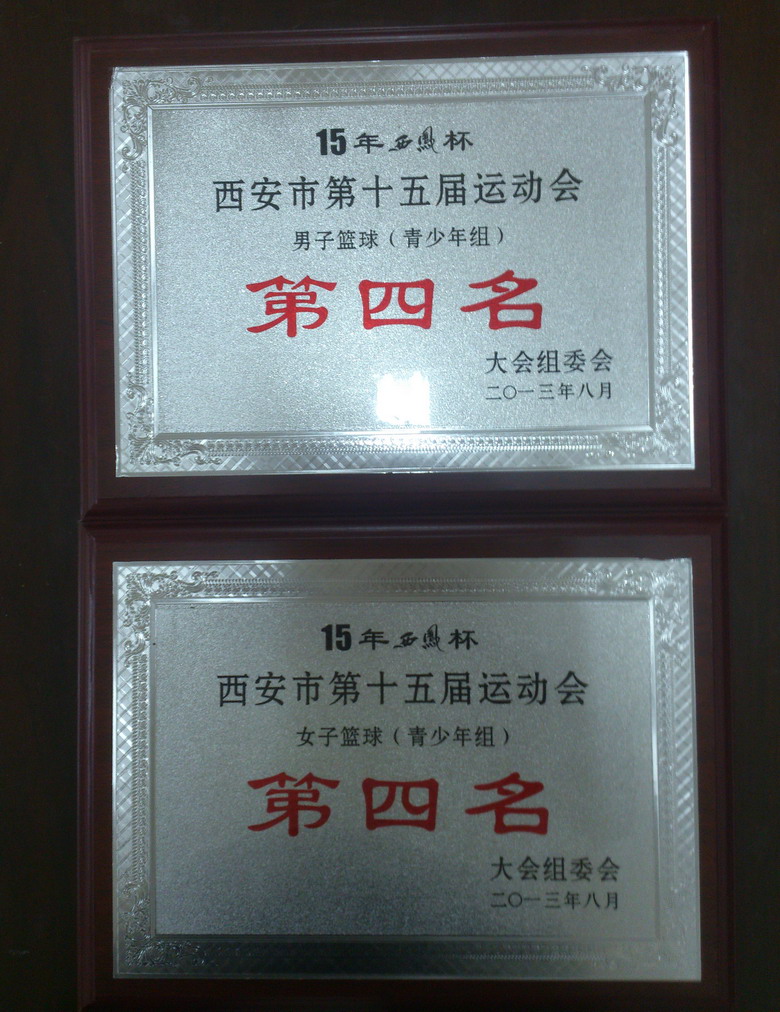 15年西鳳杯
西安市第十五届运动会
男子篮球(青少年组)
第四名
大会组委会
二〇一三年八月
15年西鳳杯
西安市第十五届运动会
女子篮球(青少年组)
第四名
大会组委会
二〇一三年八月